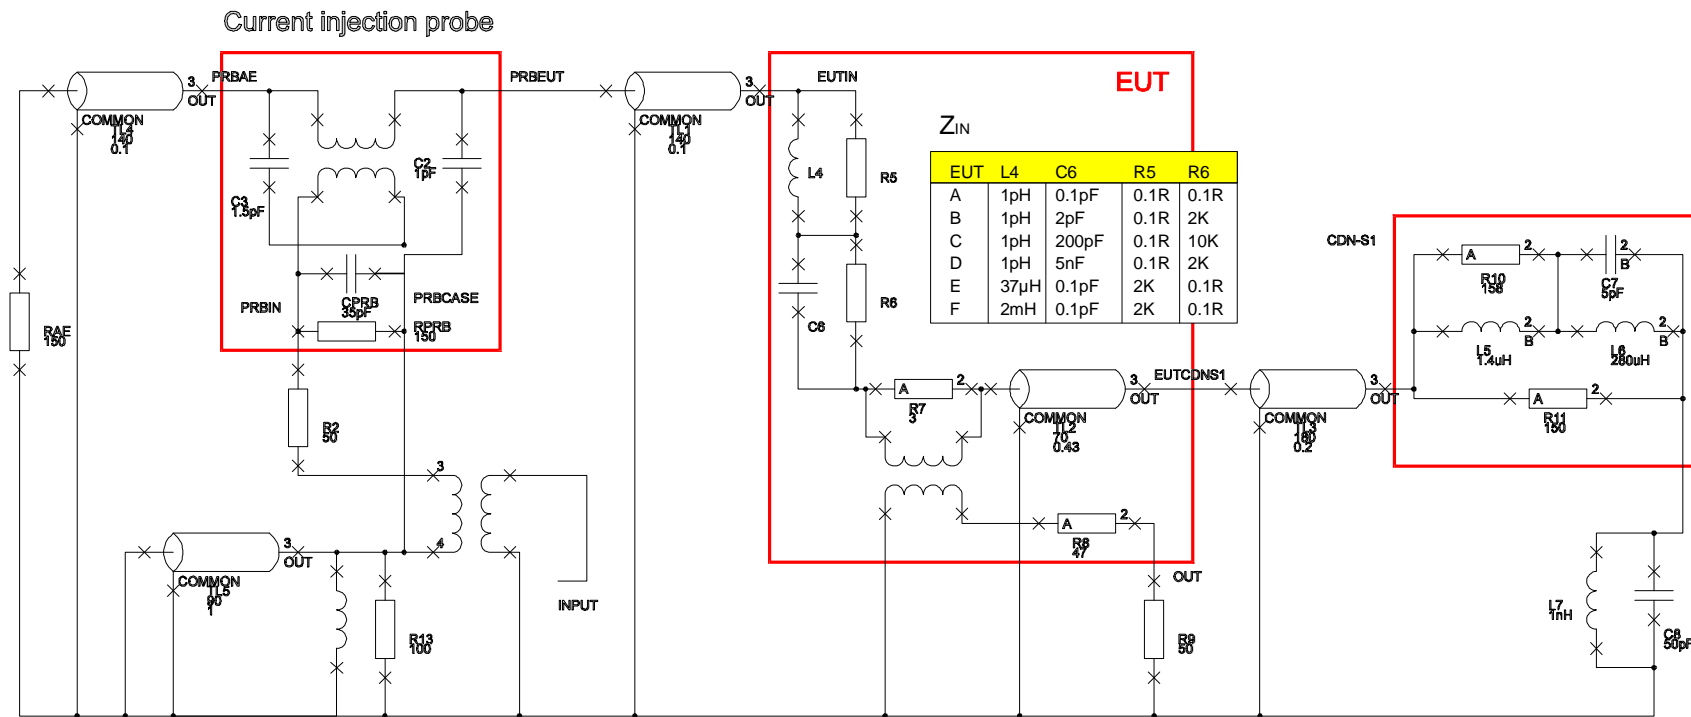 Current injection probe
PRBAE
3
OUT
COMMON
TL4
140
0.1
PRBEUT
3
OUT
COMMON
TL1
140
0.1
C3
1.5pF
C2
1pF
PRBIN
CPRB
35pF
PRBCASE
RPRB
150
RAE
150
R2
50
3
4
3
OUT
COMMON
TL5
90
1
R13
100
INPUT
EUTIN
EUT
L4
R5
R6
C6
ZIN
EUT L4 C6 R5 R6
A 1pH 0.1pF 0.1R 0.1R
B 1pH 2pF 0.1R 2K
C 1pH 200pF 0.1R 10K
D 1pH 5nF 0.1R 2K
E 37µH 0.1pF 2K 0.1R
F 2mH 0.1pF 2K 0.1R
A
2
R7
3
COMMON
TL2
70
0.43
3
OUT
EUTCDNS1
A
2
R8
47
OUT
R9
50
COMMON
TL3
150
0.2
3
OUT
CDN-S1
A
2
R10
158
2
B
C7
5pF
2
B
L5
1.4uH
2
B
L6
280uH
A
2
R11
150
L7
1nH
C8
50pF